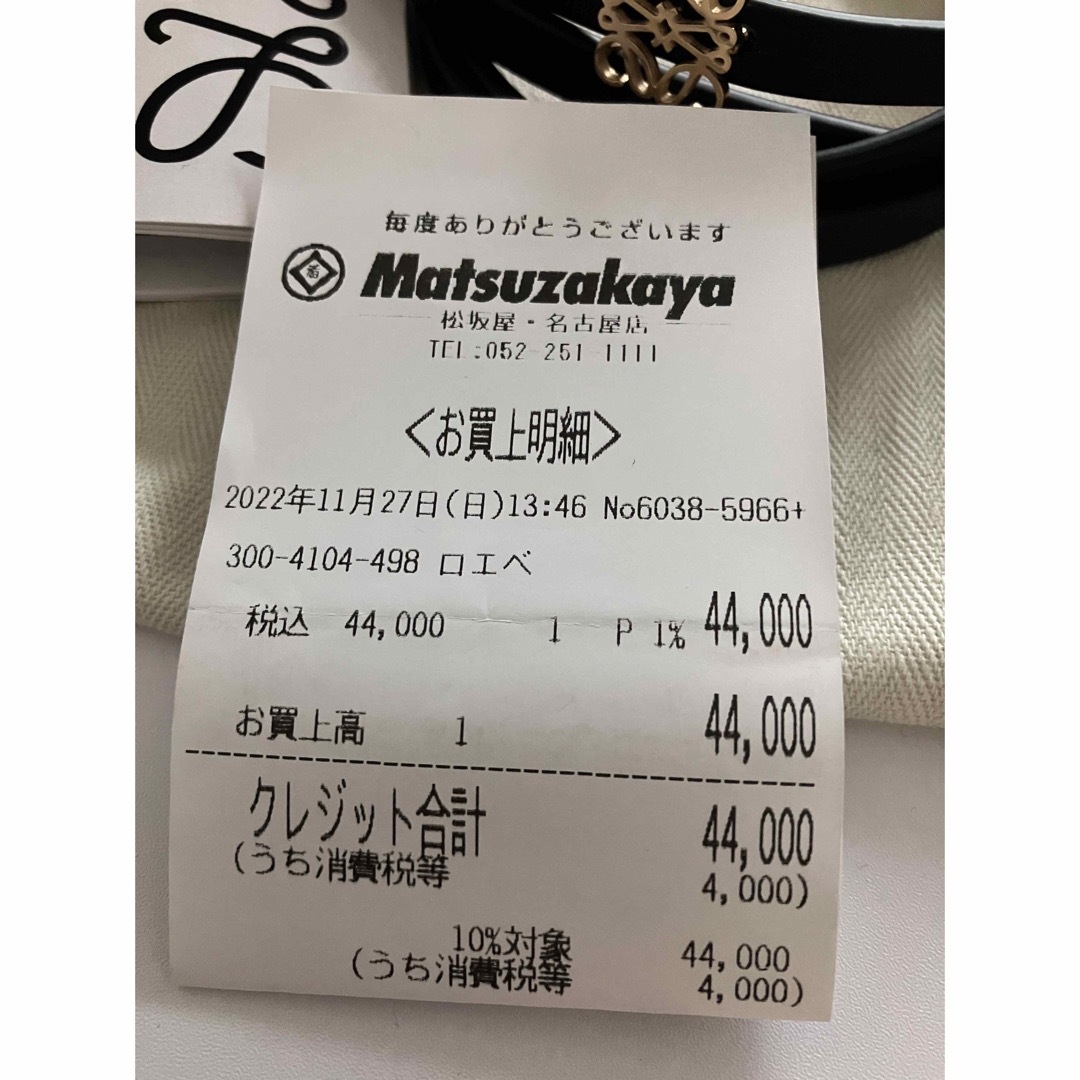 毎度ありがとうございます
Matsuzakaya
松坂屋・名古屋店
TEL:052-251-1111
<お買上明細>
2022年11月27日(日)13:46 No6038-5966+
300-4104-498 ロエベ
税込 44,000 1 P 1% 44,000
お買上高 1 44,000
クレジット合計 44,000
(うち消費税等 4,000)
10%対象 44,000
(うち消費税等 4,000)